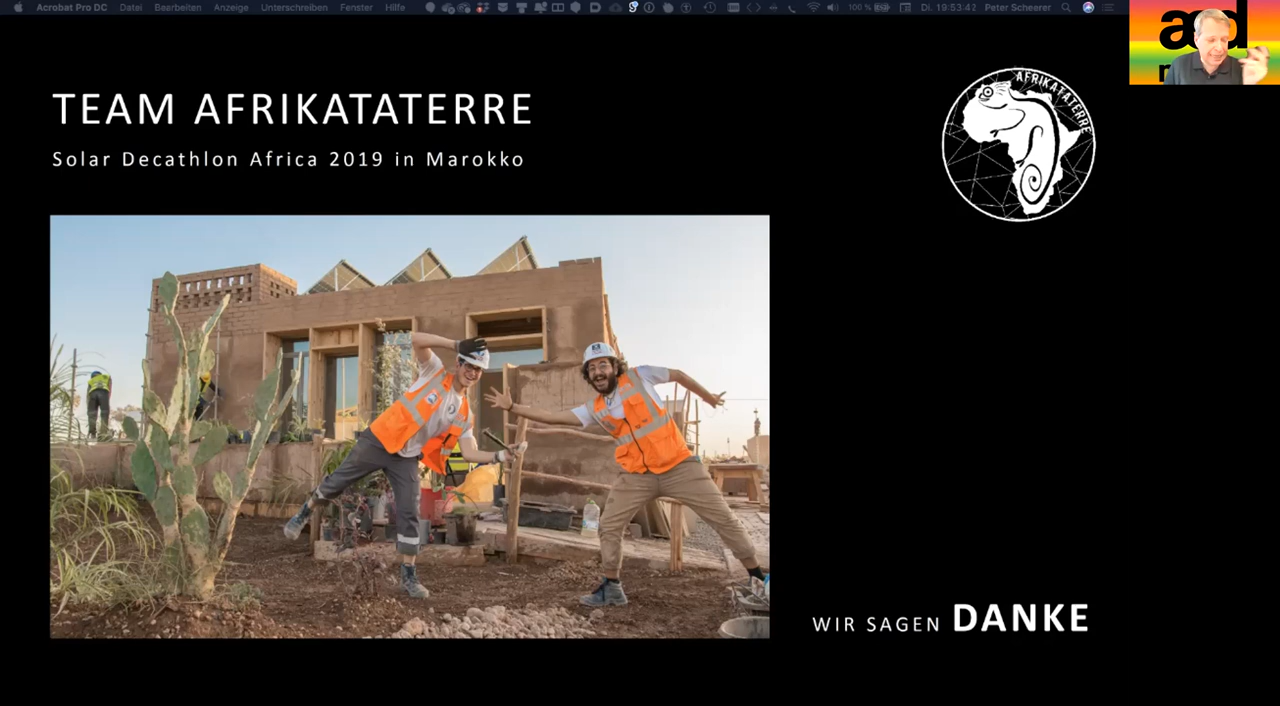 Acrobat Pro DC Datei Bearbeiten Anzeige Unterschreiben Fenster Hilfe 100 % Di. 19:53:42 Peter Scheerer
TEAM AFRIKATATERRE
Solar Decathlon Africa 2019 in Marokko
AFRIKATATERRE
WIR SAGEN DANKE